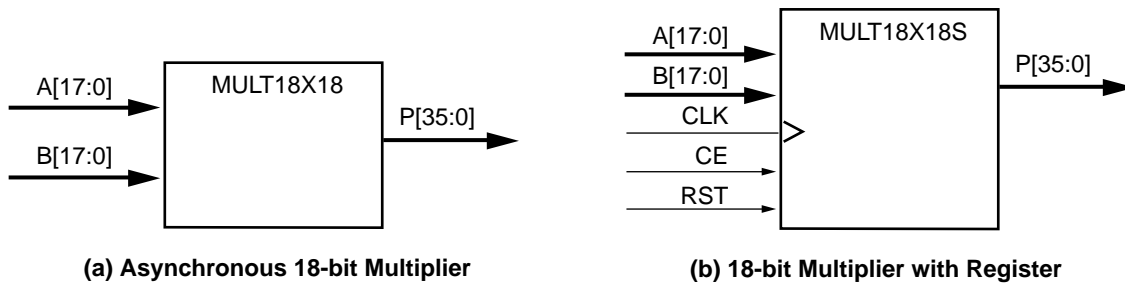 MULT18X18
A[17:0]
P[35:0]
B[17:0]
(a) Asynchronous 18-bit Multiplier
MULT18X18S
A[17:0]
B[17:0]
P[35:0]
CLK
CE
RST
(b) 18-bit Multiplier with Register